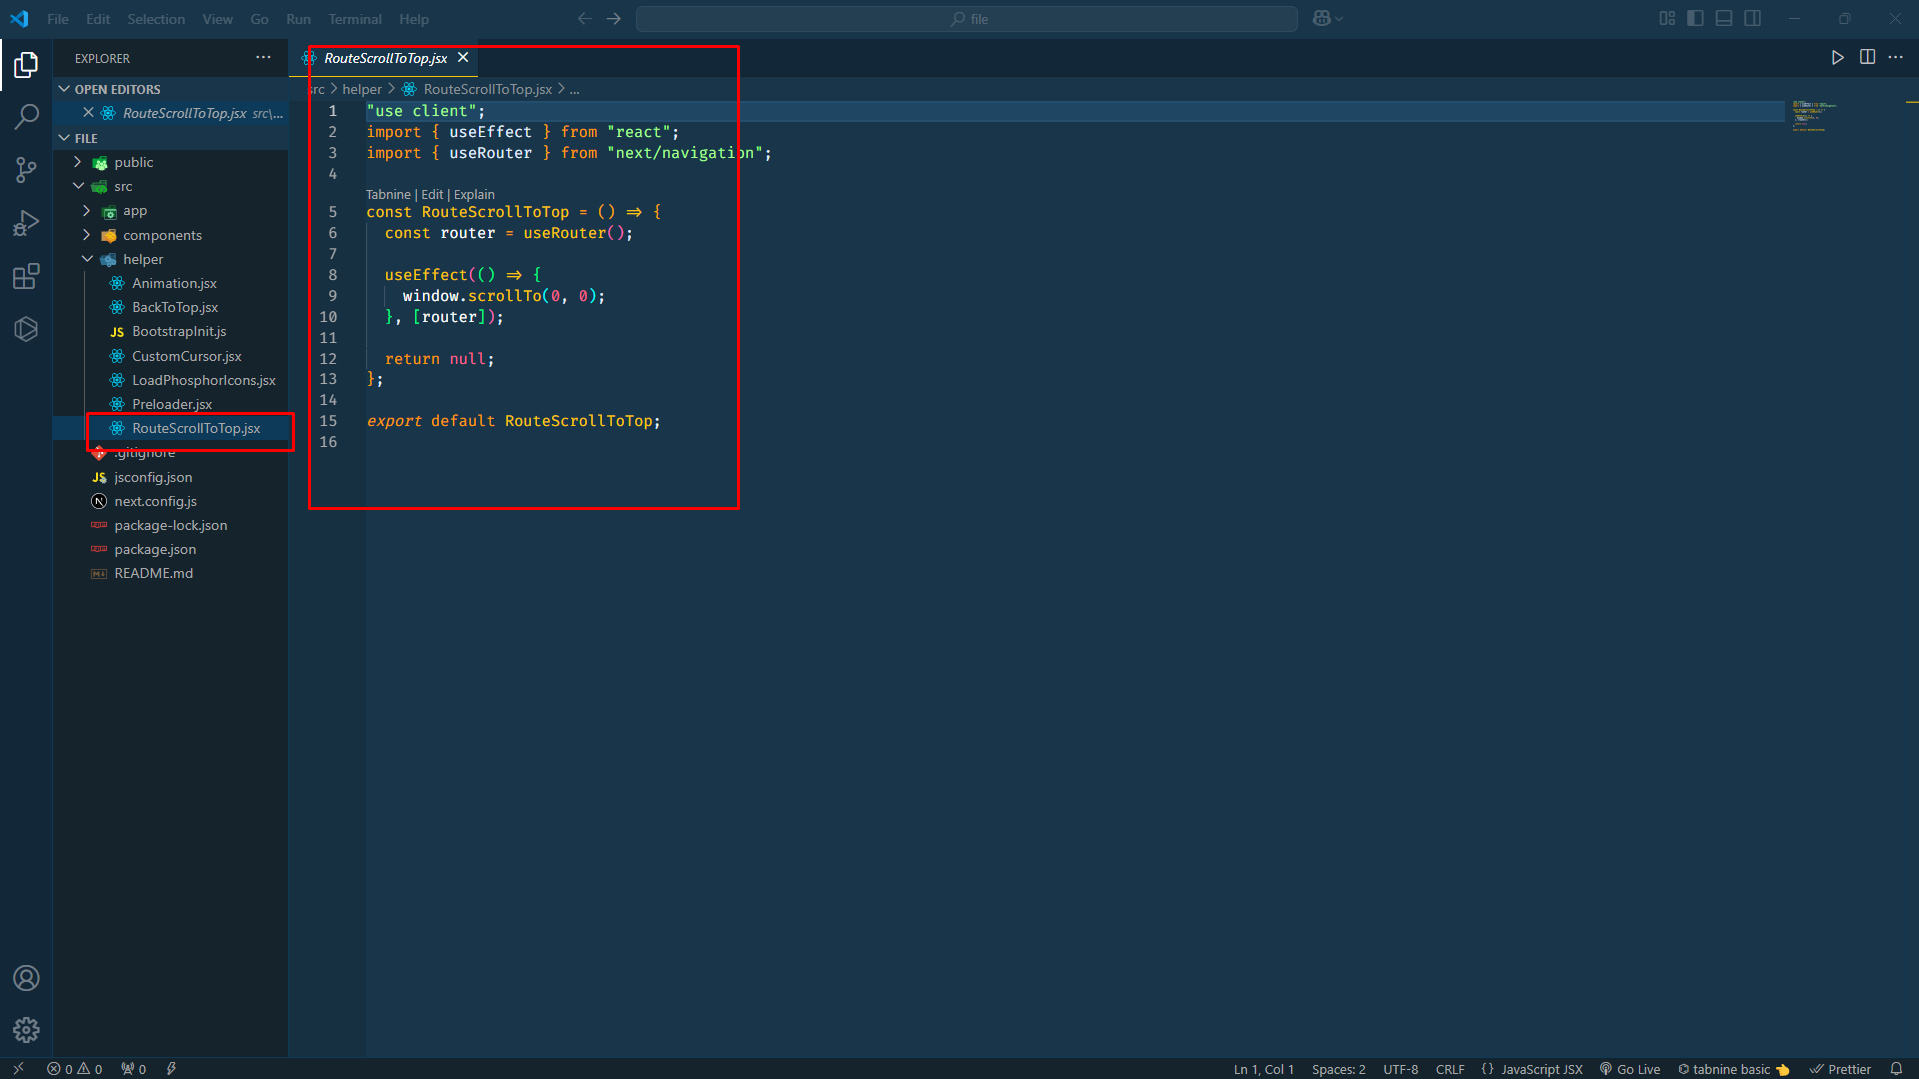 File Edit Selection View Go Run Terminal Help
file
EXPLORER
OPEN EDITORS
RouteScrollToTop.jsx src\...
FILE
public
src
app
components
helper
Animation.jsx
BackToTop.jsx
JS BootstrapInit.js
CustomCursor.jsx
LoadPhosphorIcons.jsx
Preloader.jsx
RouteScrollToTop.jsx
.gitignore
JS jsconfig.json
N next.config.js
package-lock.json
package.json
README.md
RouteScrollToTop.jsx
src > helper > RouteScrollToTop.jsx > ...
1 "use client";
2 import { useEffect } from "react";
3 import { useRouter } from "next/navigation";
4
Tabnine | Edit | Explain
5 const RouteScrollToTop = () => {
6 const router = useRouter();
7
8 useEffect(() => {
9 window.scrollTo(0, 0);
10 }, [router]);
11
12 return null;
13 };
14
15 export default RouteScrollToTop;
16
0 0 0
Ln 1, Col 1 Spaces: 2 UTF-8 CRLF {} JavaScript JSX Go Live tabnine basic Prettier